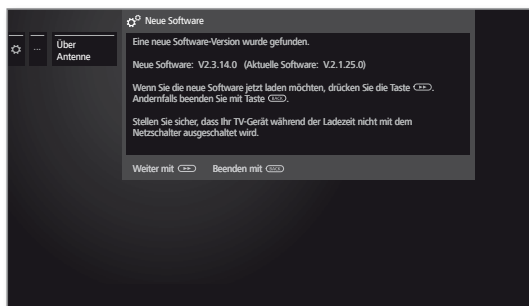 Neue Software
...
Über
Antenne
Eine neue Software-Version wurde gefunden.
Neue Software: V2.3.14.0 (Aktuelle Software: V.2.1.25.0)
Wenn Sie die neue Software jetzt laden möchten, drücken Sie die Taste ▶▶.
Andernfalls beenden Sie mit Taste BACK.
Stellen Sie sicher, dass Ihr TV-Gerät während der Ladezeit nicht mit dem
Netzschalter ausgeschaltet wird.
Weiter mit ▶▶ Beenden mit BACK